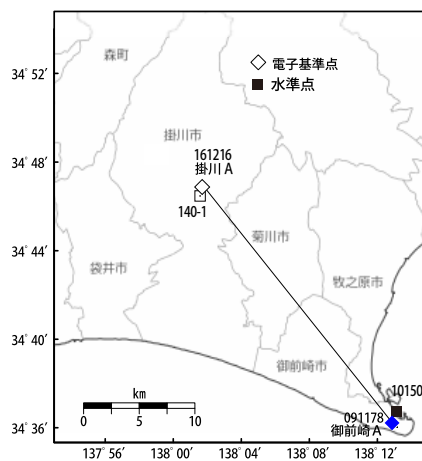 34° 52'
34° 48'
34° 44'
34° 40'
34° 36'
137° 56'
138° 00'
138° 04'
138° 08'
138° 12'
森町
電子基準点
水準点
掛川市
161216
掛川 A
140-1
菊川市
袋井市
牧之原市
御前崎市
10150
091178
御前崎 A
km
0 5 10